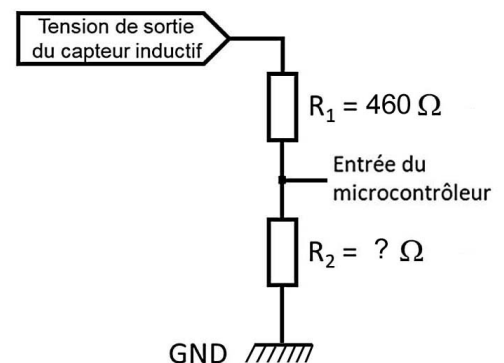 Tension de sortie
du capteur inductif
R₁ = 460 Ω
Entrée du
microcontrôleur
R₂ = ? Ω
GND